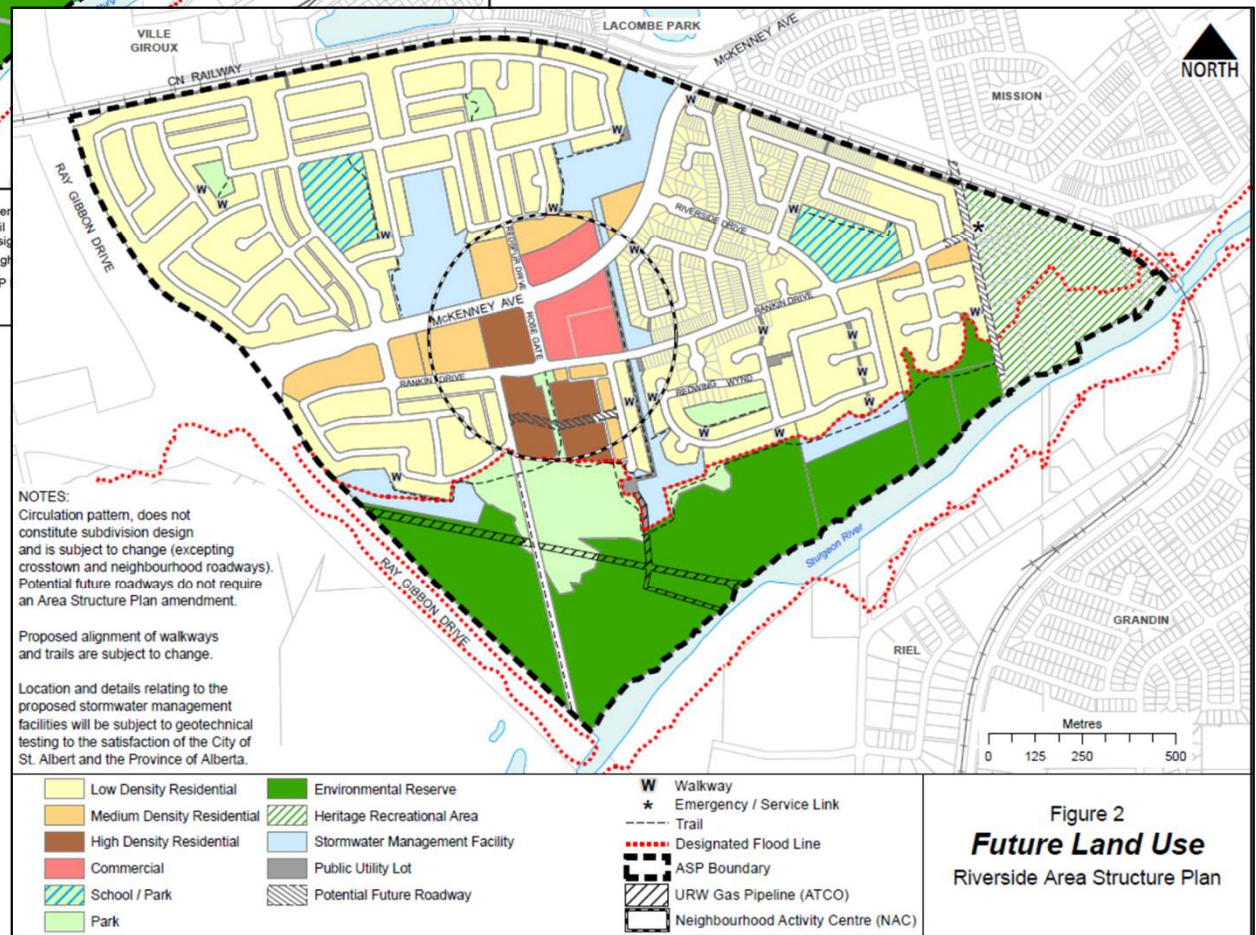 VILLE
GIROUX
LACOMBE PARK
McKENNEY AVE
NORTH
CN RAILWAY
MISSION
RAY GIBBON DRIVE
W
W
W
W
W
W
W
W
*
RIVERSIDE DRIVE
REDSPUR DRIVE
McKENNEY AVE
ROSE GATE
RANKIN DRIVE
RANKIN DRIVE
REDWING WYND
W
W
W
W
W
W
W
W
W
W
Sturgeon River
RAY GIBBON DRIVE
GRANDIN
RIEL
NOTES:
Circulation pattern, does not
constitute subdivision design
and is subject to change (excepting
crosstown and neighbourhood roadways).
Potential future roadways do not require
an Area Structure Plan amendment.
Proposed alignment of walkways
and trails are subject to change.
Location and details relating to the
proposed stormwater management
facilities will be subject to geotechnical
testing to the satisfaction of the City of
St. Albert and the Province of Alberta.
Metres
0 125 250 500
Low Density Residential
Medium Density Residential
High Density Residential
Commercial
School / Park
Park
Environmental Reserve
Heritage Recreational Area
Stormwater Management Facility
Public Utility Lot
Potential Future Roadway
W Walkway
* Emergency / Service Link
Trail
Designated Flood Line
ASP Boundary
URW Gas Pipeline (ATCO)
Neighbourhood Activity Centre (NAC)
Figure 2
Future Land Use
Riverside Area Structure Plan